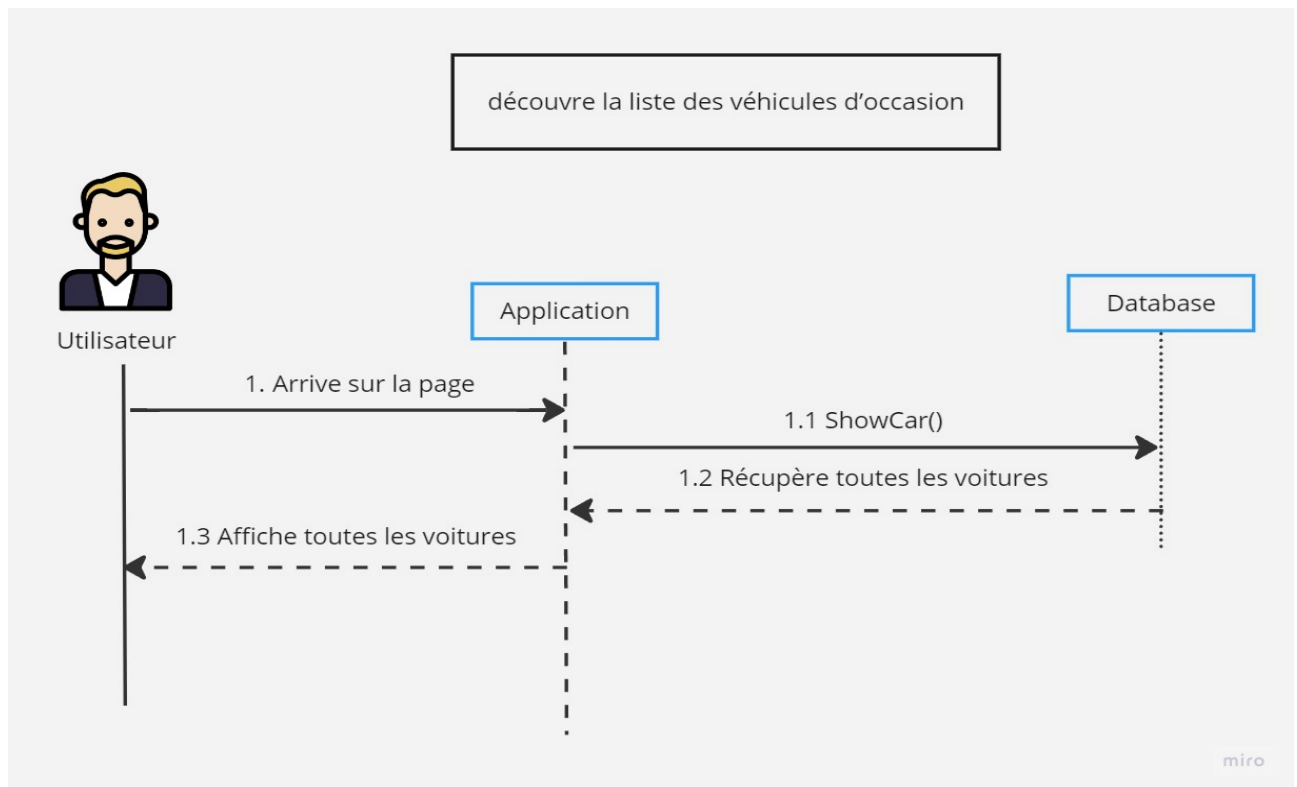 découvre la liste des véhicules d’occasion
Utilisateur
Application
Database
1. Arrive sur la page
1.1 ShowCar()
1.2 Récupère toutes les voitures
1.3 Affiche toutes les voitures
miro